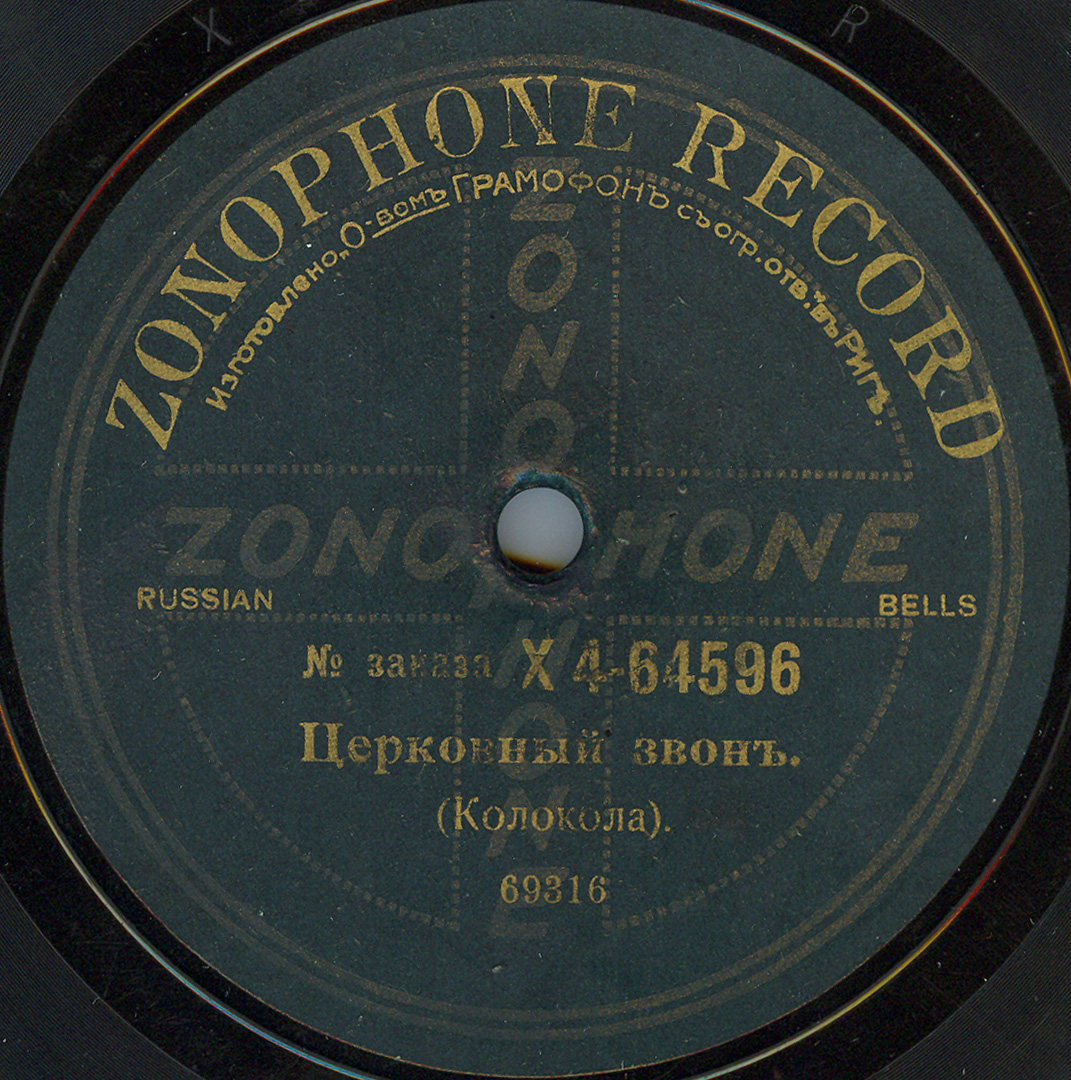 X R
ZONOPHONE RECORD
Изготовлено, О-вомъ ГРАМОФОНЪ съ огр. отв. въ Ригѣ.
ZONOPHONE
ZONOPHONE
RUSSIAN BELLS
№ заказа X 4-64596
Церковный звонъ.
(Колокола).
69316